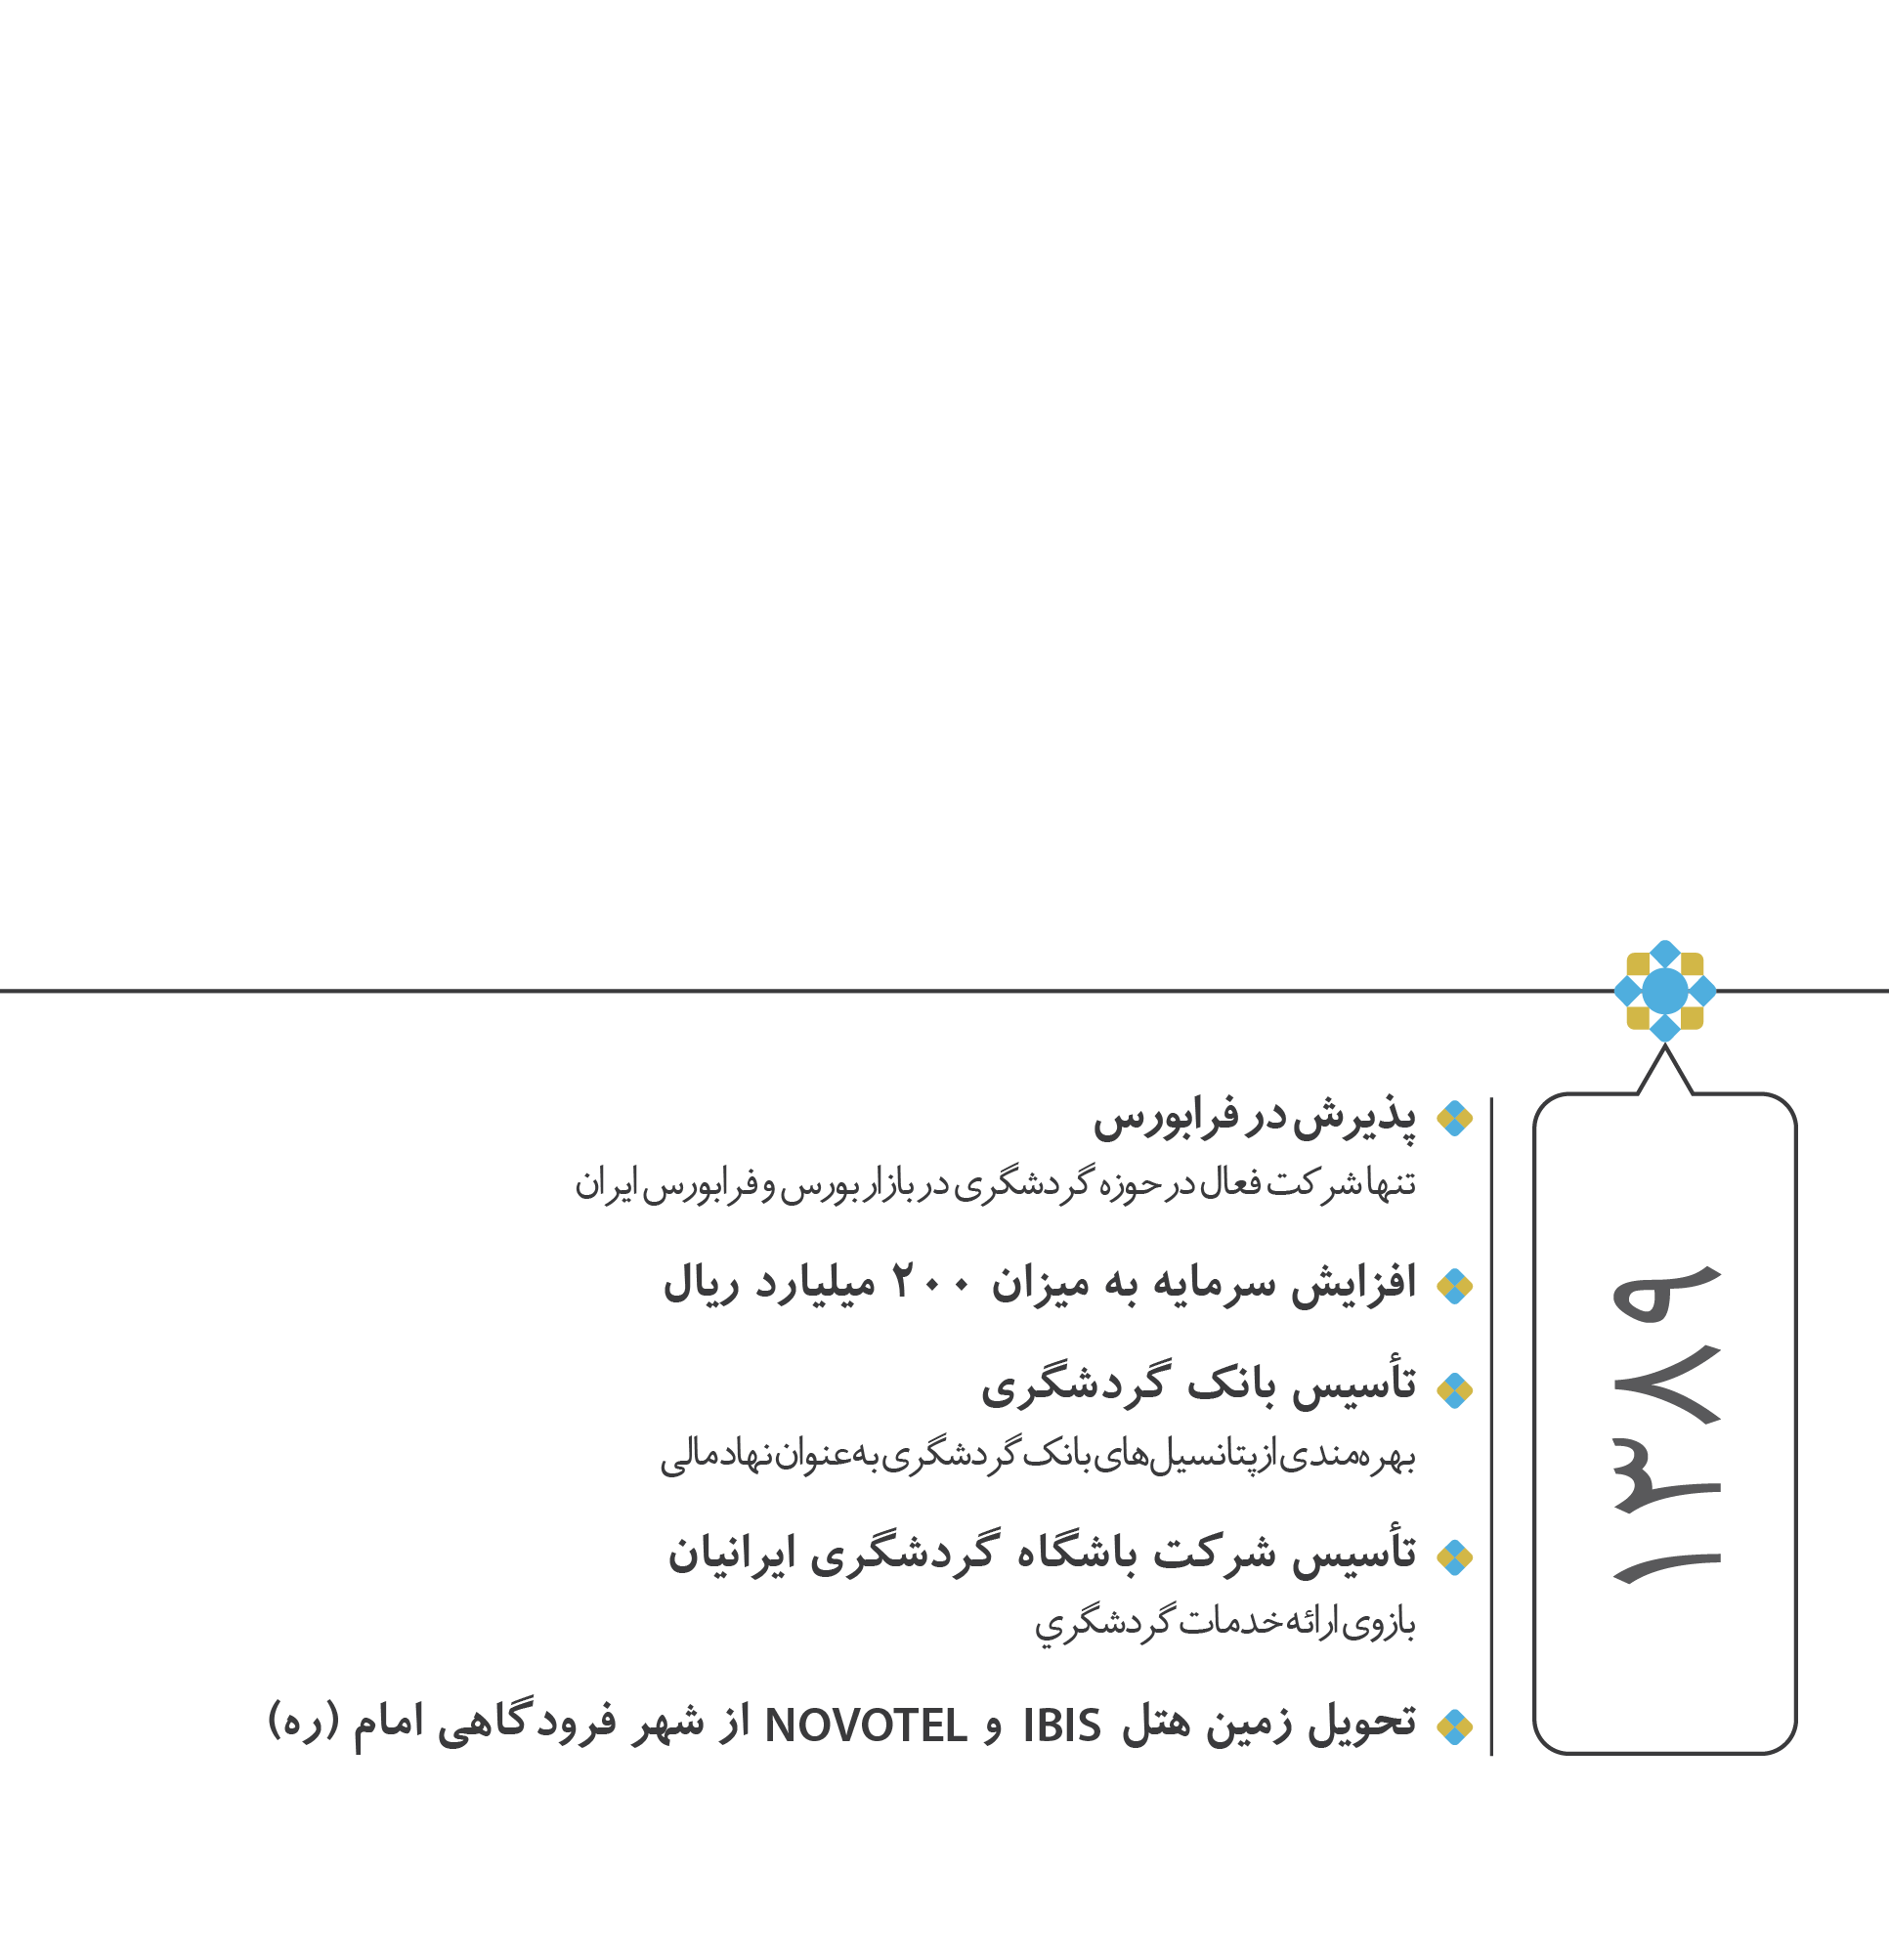 ۱۳۸۹
پذیرش در فرابورس
تنها شرکت فعال در حوزه گردشگری در بازار بورس و فرابورس ایران
افزایش سرمایه به میزان ۲۰۰ میلیارد ریال
تأسیس بانک گردشگری
بهره‌مندی از پتانسیل‌های بانک گردشگری به‌عنوان نهاد مالی
تأسیس شرکت باشگاه گردشگری ایرانیان
بازوی ارائه خدمات گردشگري
تحویل زمین هتل IBIS و NOVOTEL از شهر فرودگاهی امام (ره)